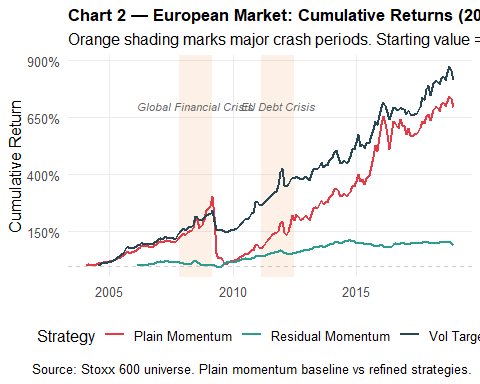 Chart 2 — European Market: Cumulative Returns (20
Orange shading marks major crash periods. Starting value =
900%
650%
400%
150%
Cumulative Return
Global Financial Crisis
EU Debt Crisis
2005
2010
2015
Strategy
Plain Momentum
Residual Momentum
Vol Targe
Source: Stoxx 600 universe. Plain momentum baseline vs refined strategies.